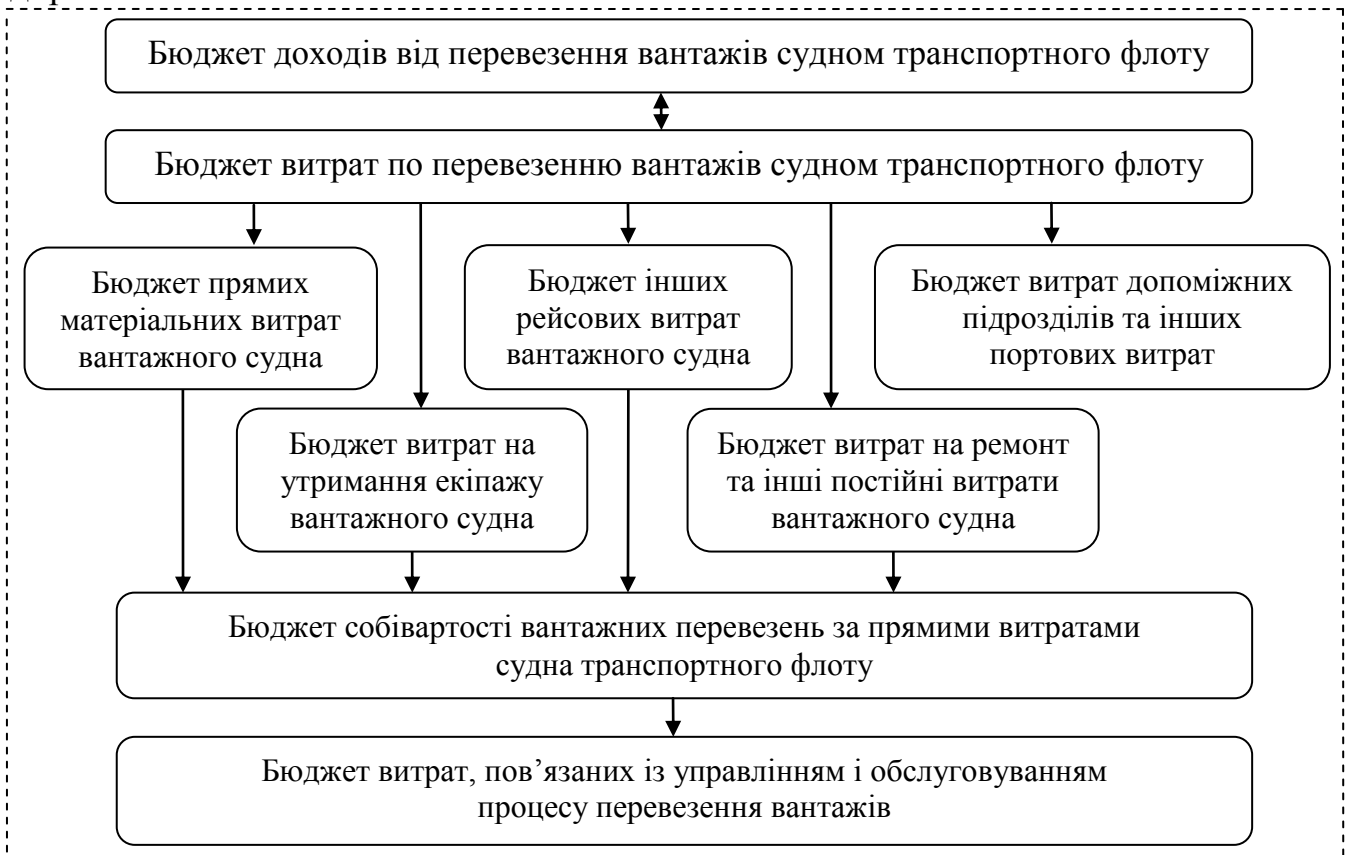 Бюджет доходів від перевезення вантажів судном транспортного флоту
Бюджет витрат по перевезенню вантажів судном транспортного флоту
Бюджет прямих
матеріальних витрат
вантажного судна
Бюджет інших
рейсових витрат
вантажного судна
Бюджет витрат допоміжних
підрозділів та інших
портових витрат
Бюджет витрат на
утримання екіпажу
вантажного судна
Бюджет витрат на ремонт
та інші постійні витрати
вантажного судна
Бюджет собівартості вантажних перевезень за прямими витратами
судна транспортного флоту
Бюджет витрат, пов’язаних із управлінням і обслуговуванням
процесу перевезення вантажів